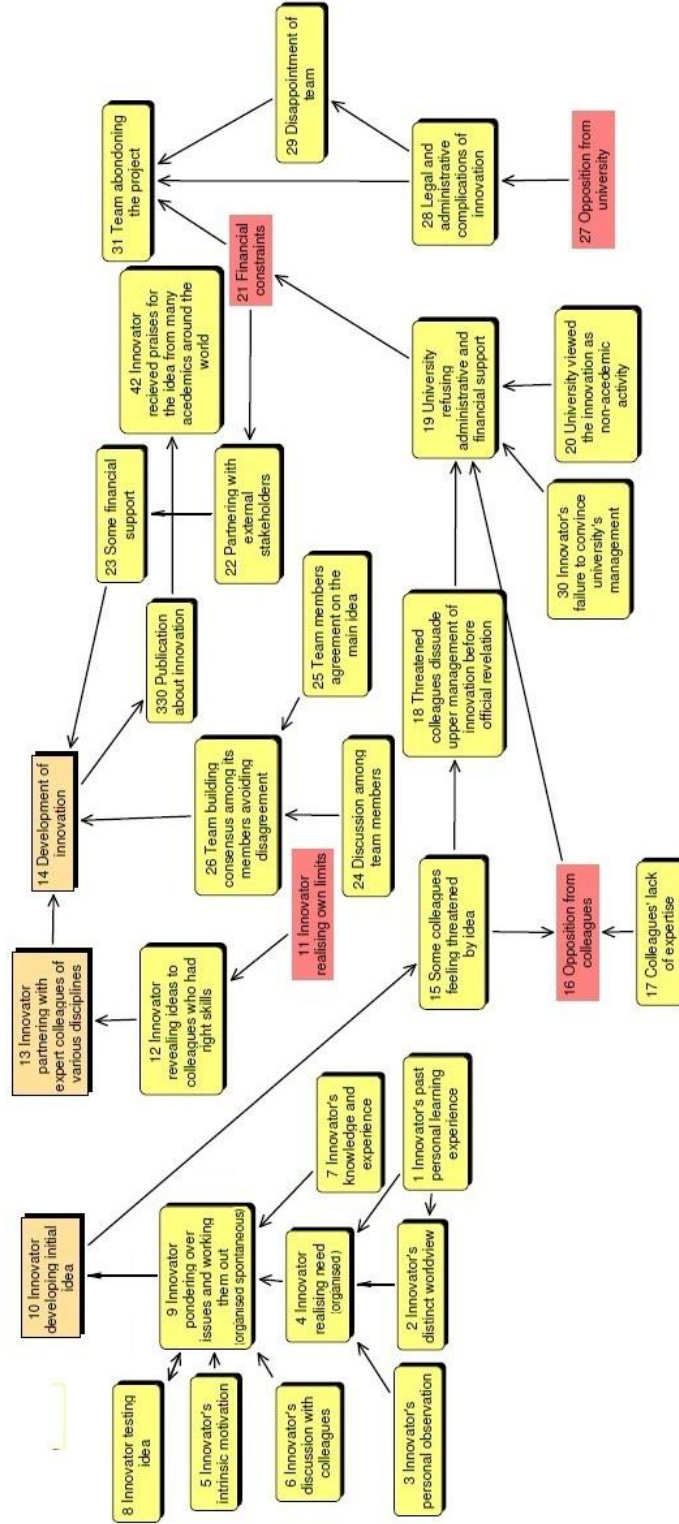 10 Innovator
developing initial
idea
8 Innovator testing
idea
5 Innovator's
intrinsic motivation
6 Innovator's
discussion with
colleagues
9 Innovator
pondering over
issues and working
them out
(organised spontaneous)
4 Innovator
realising need
(organised)
7 Innovator's
knowledge and
experience
3 Innovator's
personal observation
2 Innovator's
distinct worldview
1 Innovator's past
personal learning
experience
13 Innovator
partnering with
expert colleagues of
various disciplines
14 Development of
innovation
12 Innovator
revealing ideas to
colleagues who had
right skills
11 Innovator
realising own limits
26 Team building
consensus among its
members avoiding
disagreement
24 Discussion among
team members
25 Team members
agreement on the
main idea
330 Publication
about innovation
23 Some financial
support
22 Partnering with
external
stakeholders
42 Innovator
recieved praises for
the idea from many
acedemics around the
world
31 Team abondoning
the project
21 Financial
constraints
29 Disappointment of
team
28 Legal and
administrative
complications of
innovation
27 Opposition from
university
15 Some colleagues
feeling threatened
by idea
18 Threatened
colleagues dissuade
upper management of
innovation before
official revelation
19 University
refusing
administrative and
financial support
16 Opposition from
colleagues
17 Colleagues' lack
of expertise
30 Innovator's
failure to convince
university's
management
20 University viewed
the innovation as
non-acedemic
activity